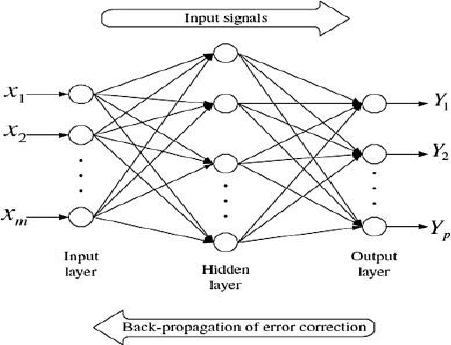 Input signals
x1
x2
xm
Y1
Y2
Yp
Input
layer
Hidden
layer
Output
layer
Back-propagation of error correction